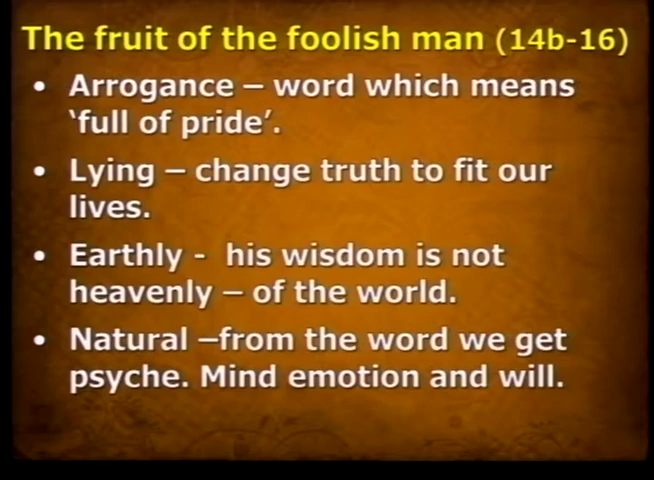 The fruit of the foolish man (14b-16)
• Arrogance – word which means
‘full of pride’.
• Lying – change truth to fit our
lives.
• Earthly -  his wisdom is not
heavenly – of the world.
• Natural –from the word we get
psyche. Mind emotion and will.